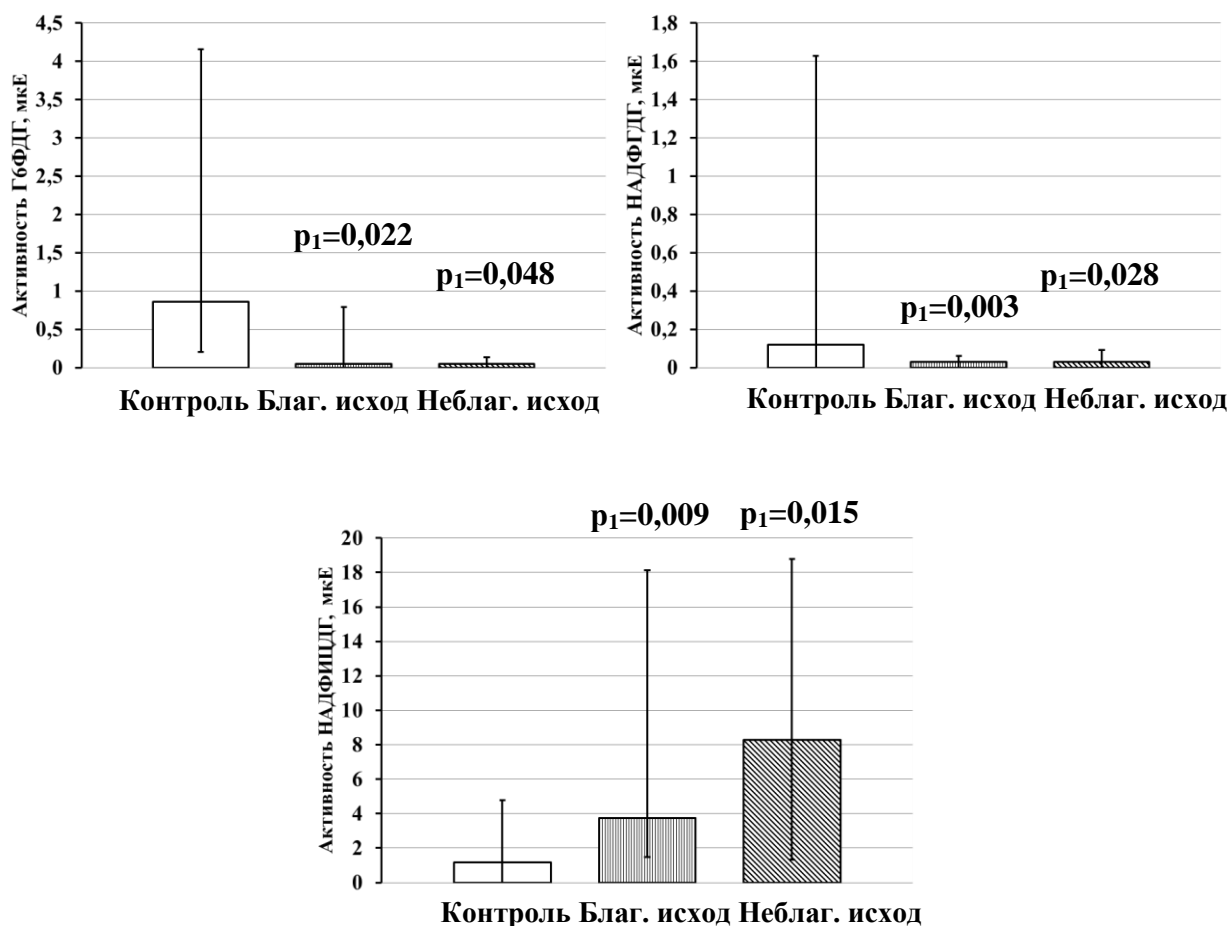 Активность Г6ФДГ, мкЕ
4,5
4
3,5
3
2,5
2
1,5
1
0,5
0
p₁=0,022
p₁=0,048
Контроль Благ. исход Неблаг. исход
Активность НАДФГДГ, мкЕ
1,8
1,6
1,4
1,2
1
0,8
0,6
0,4
0,2
0
p₁=0,003
p₁=0,028
Контроль Благ. исход Неблаг. исход
p₁=0,009 p₁=0,015
Активность НАДФИЦДГ, мкЕ
20
18
16
14
12
10
8
6
4
2
0
Контроль Благ. исход Неблаг. исход